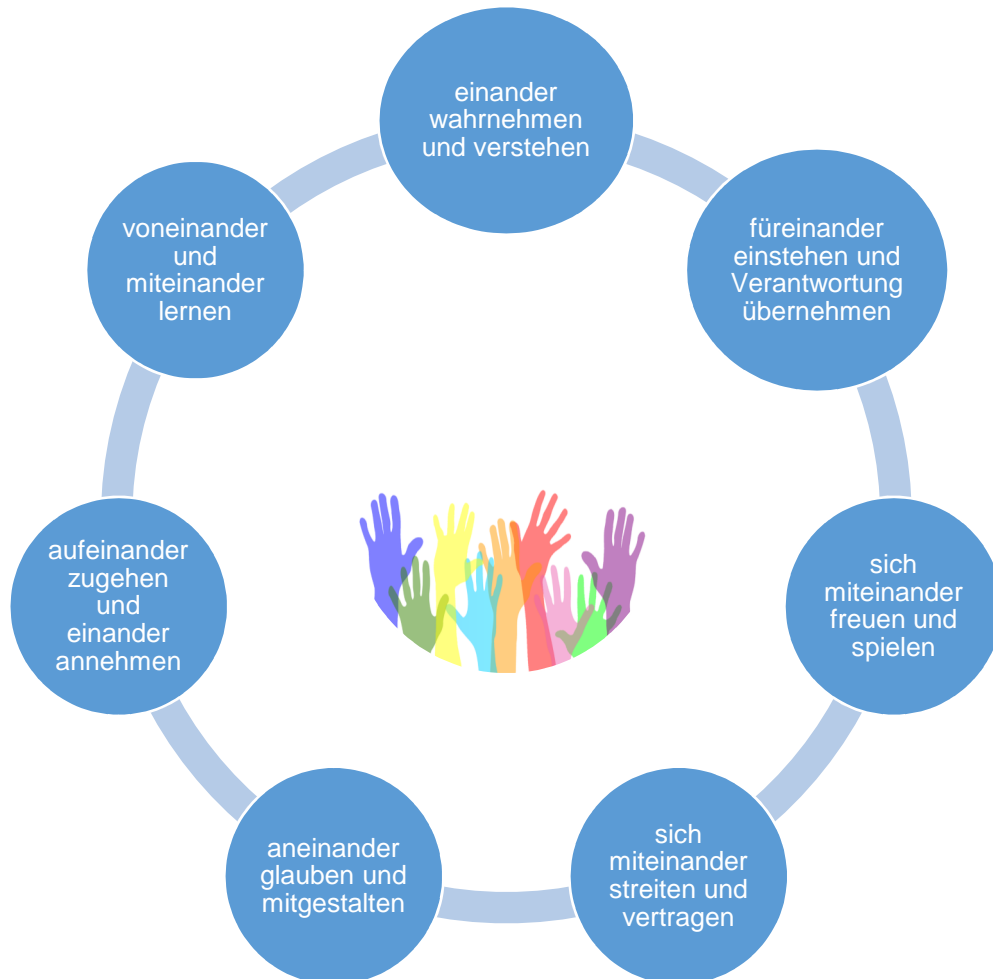 einander
wahrnehmen
und verstehen
füreinander
einstehen und
Verantwortung
übernehmen
sich
miteinander
freuen und
spielen
sich
miteinander
streiten und
vertragen
aneinander
glauben und
mitgestalten
aufeinander
zugehen
und
einander
annehmen
voneinander
und
miteinander
lernen